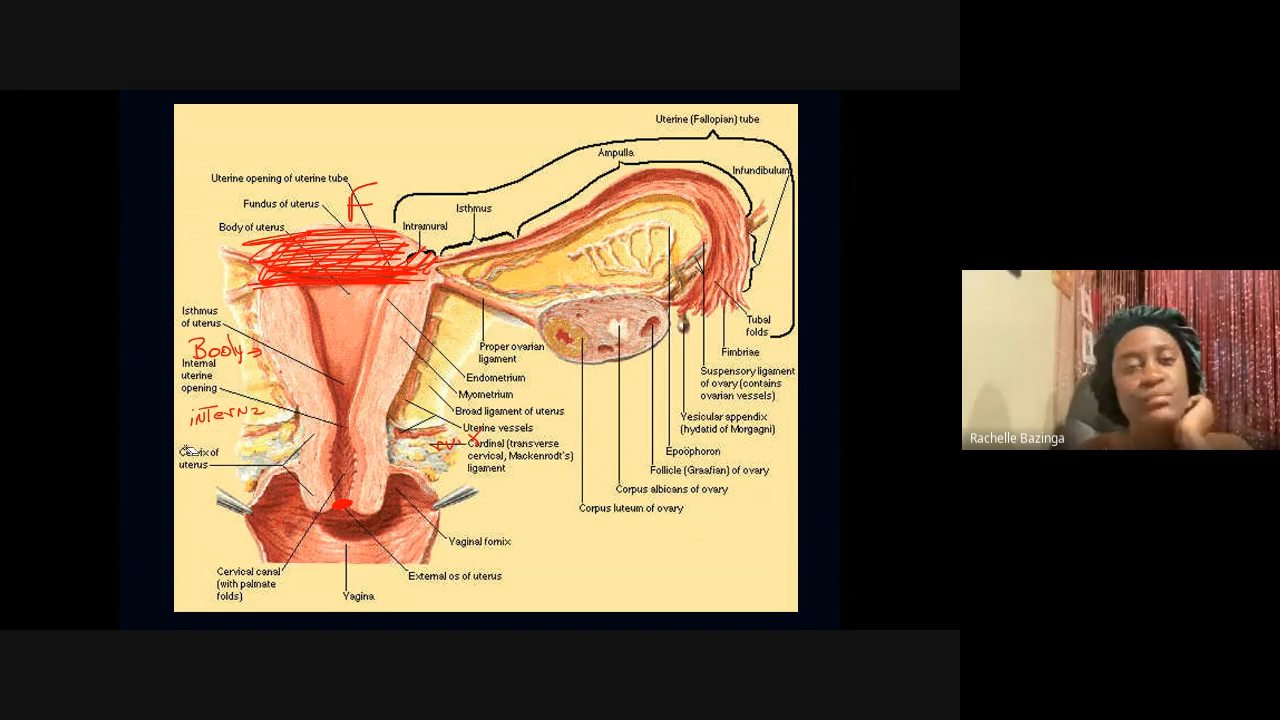 Uterine (Fallopian) tube
Ampulla
Infundibulum
Uterine opening of uterine tube
F
Fundus of uterus
Isthmus
Body of uterus
Intramural
Isthmus
of uterus
Body
Internal
uterine
opening
Tubal
folds
Proper ovarian
ligament
Fimbriae
Endometrium
Suspensory ligament
of ovary (contains
ovarian vessels)
Myometrium
Broad ligament of uterus
Vesicular appendix
(hydatid of Morgagni)
Uterine vessels
Rachelle Bazinga
Cardinal (transverse
cervical, Mackenrodt's)
ligament
Cervix of
uterus
Epoöphoron
Follicle (Graafian) of ovary
Corpus albicans of ovary
Corpus luteum of ovary
Vaginal fornix
Cervical canal
(with palmate
folds)
External os of uterus
Vagina